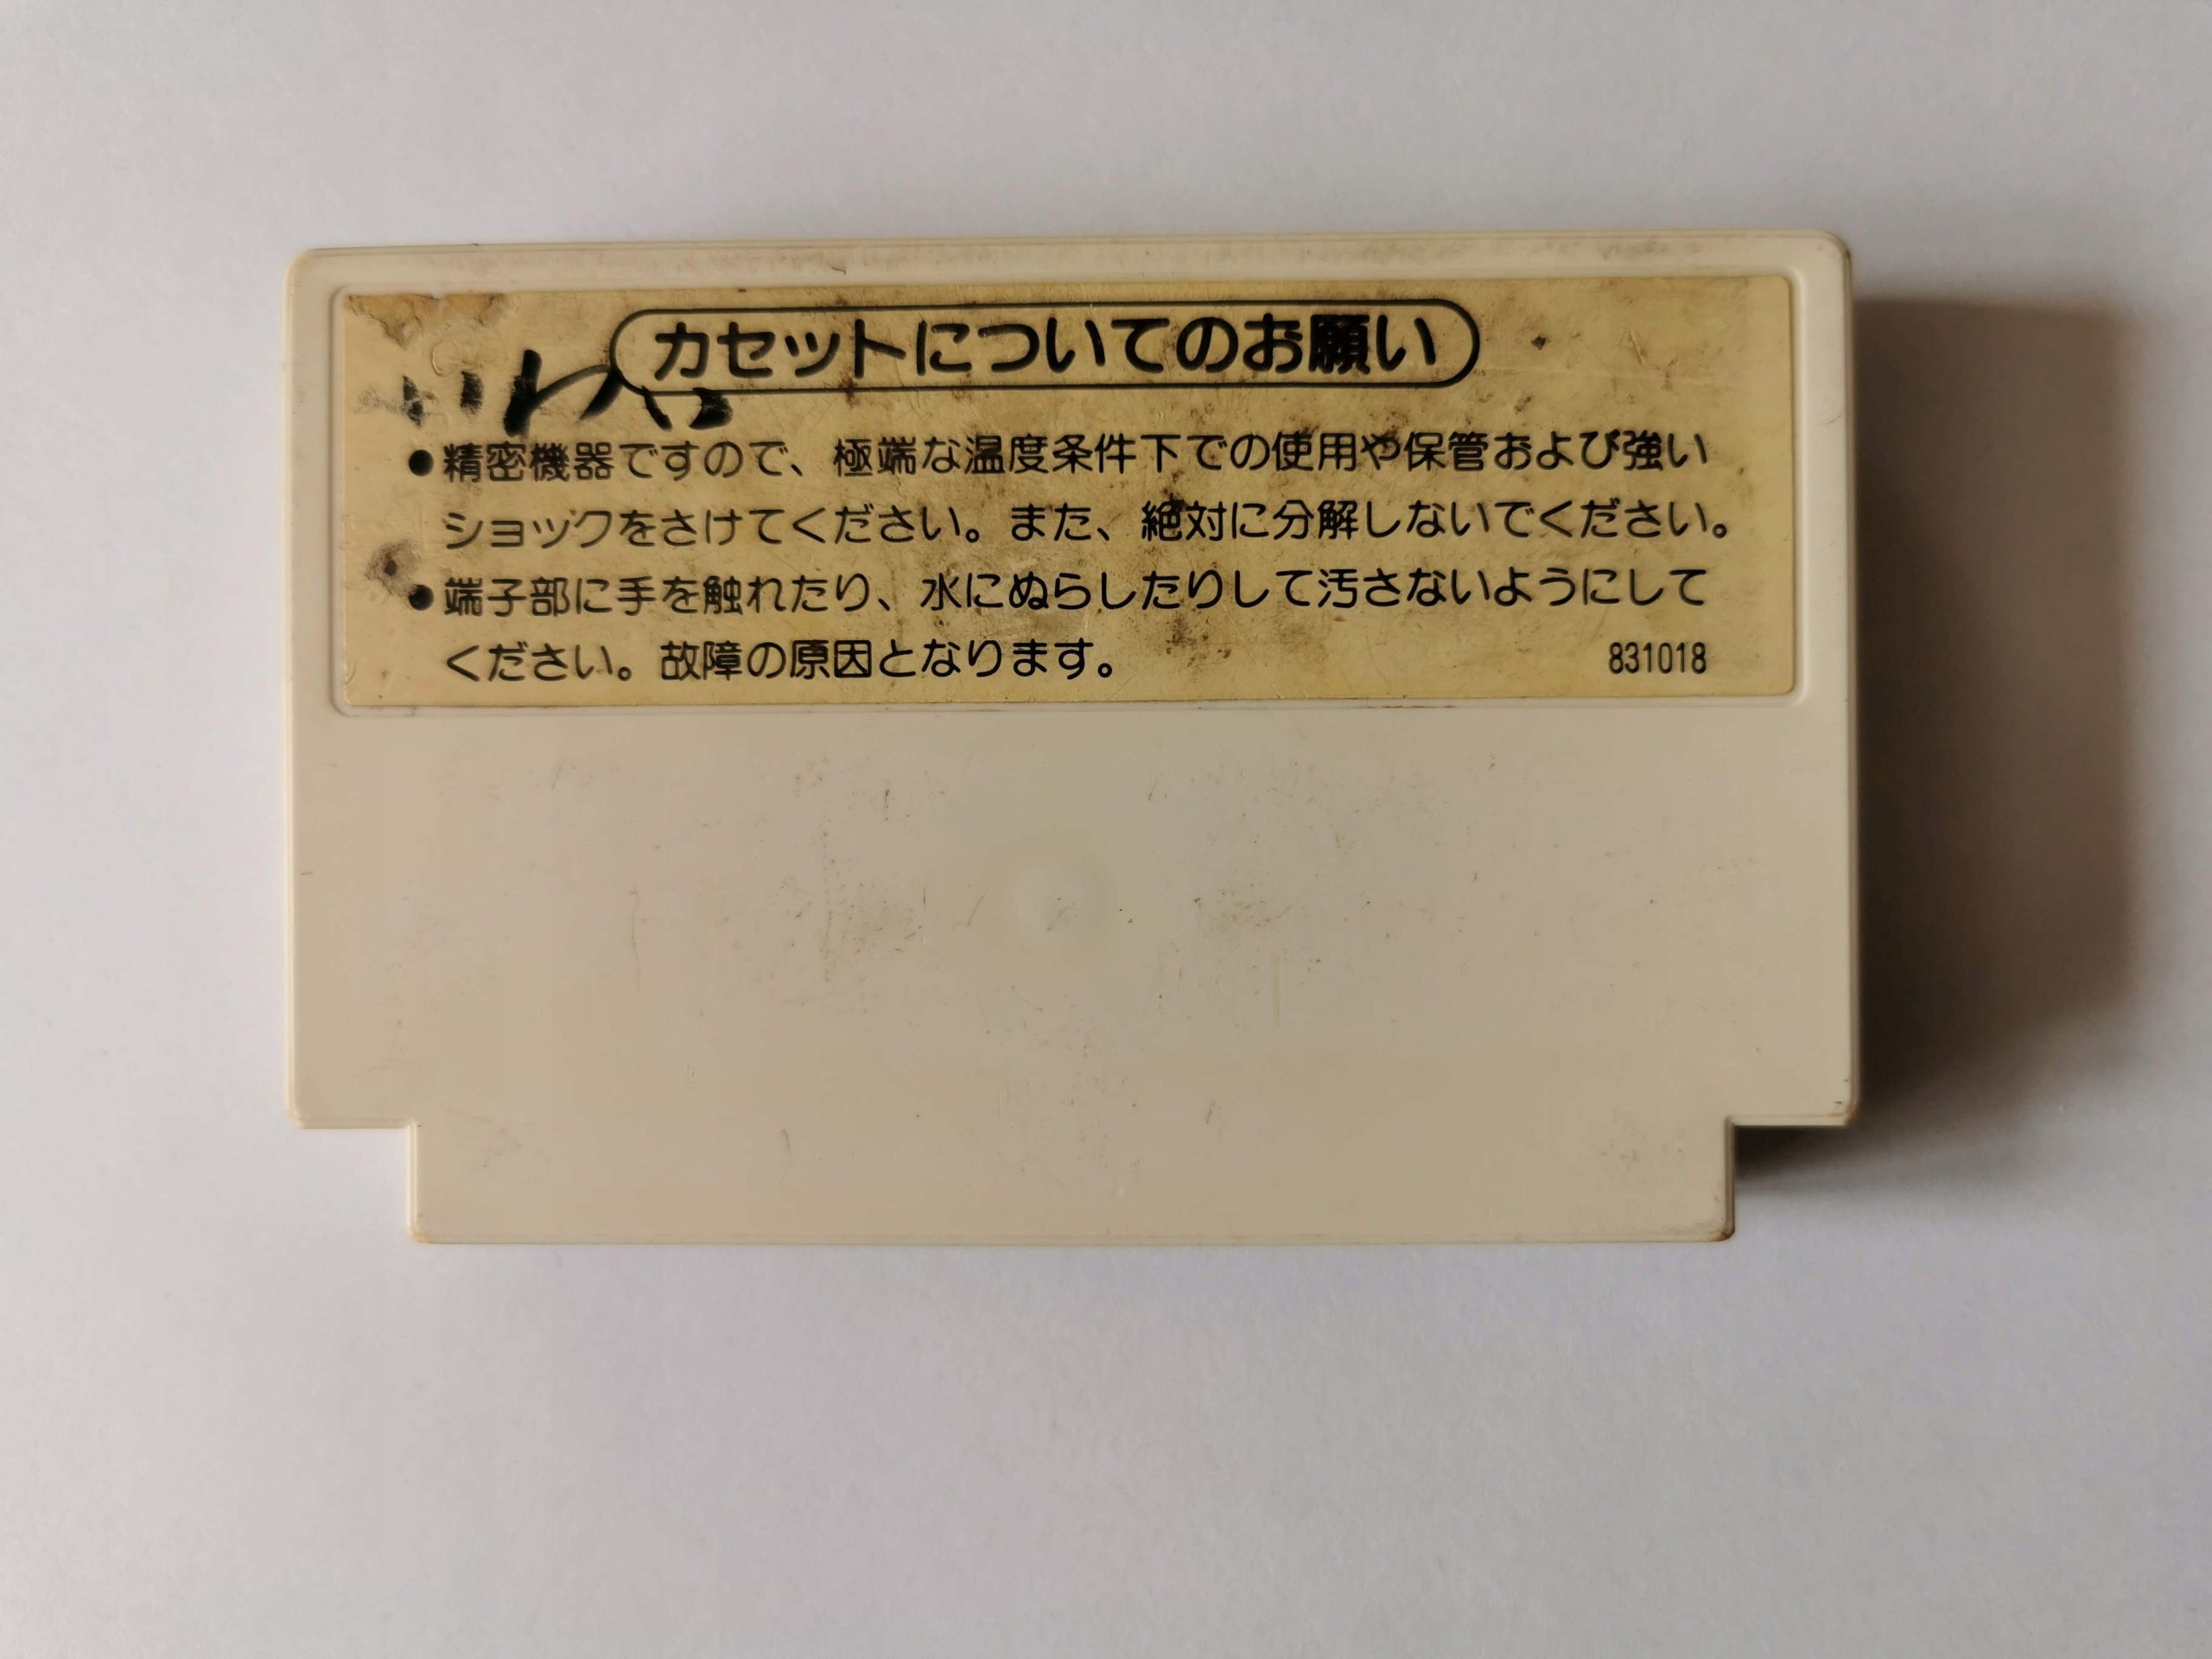 カセットについてのお願い
●精密機器ですので、極端な温度条件下での使用や保管および強い
ショックをさけてください。また、絶対に分解しないでください。
●端子部に手を触れたり、水にぬらしたりして汚さないようにして
ください。故障の原因となります。 831018